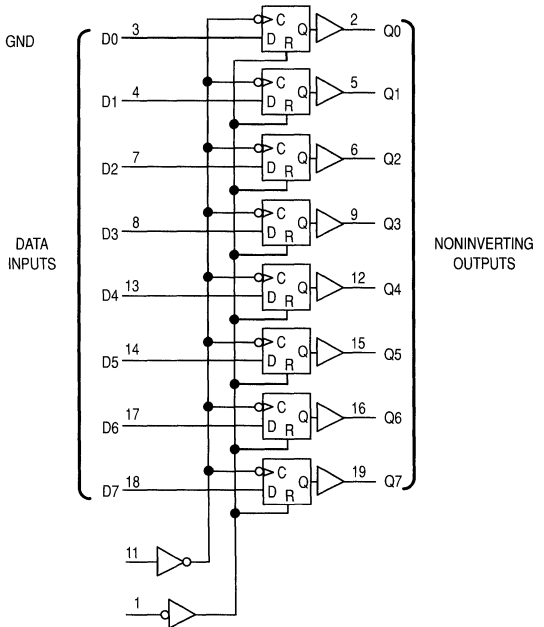 GND
D0 3 C D R Q 2 Q0
D1 4 C D R Q 5 Q1
D2 7 C D R Q 6 Q2
D3 8 C D R Q 9 Q3
DATA
INPUTS
NONINVERTING
OUTPUTS
D4 13 C D R Q 12 Q4
D5 14 C D R Q 15 Q5
D6 17 C D R Q 16 Q6
D7 18 C D R Q 19 Q7
11
1